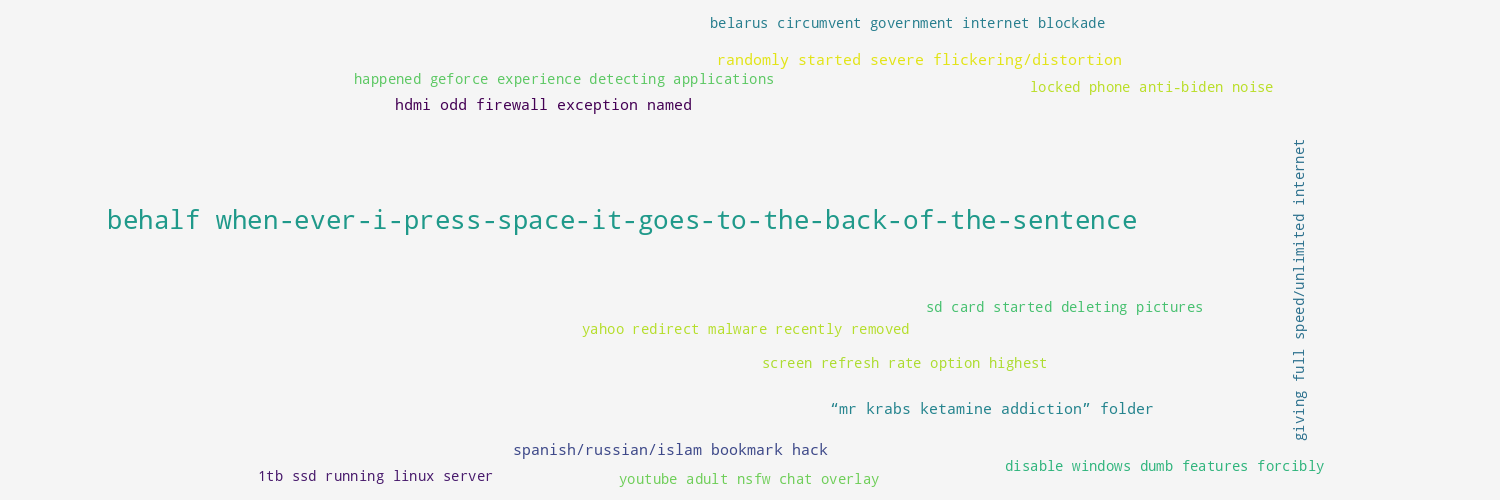 belarus circumvent government internet blockade
randomly started severe flickering/distortion
happened geforce experience detecting applications
locked phone anti-biden noise
hdmi odd firewall exception named
giving full speed/unlimited internet
behalf when-ever-i-press-space-it-goes-to-the-back-of-the-sentence
sd card started deleting pictures
yahoo redirect malware recently removed
screen refresh rate option highest
“mr krabs ketamine addiction” folder
spanish/russian/islam bookmark hack
disable windows dumb features forcibly
1tb ssd running linux server
youtube adult nsfw chat overlay